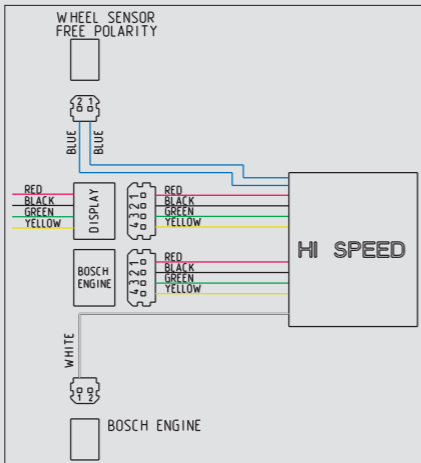 WHEEL SENSOR
FREE POLARITY
2 1
BLUE
BLUE
RED
BLACK
GREEN
YELLOW
DISPLAY
4 3 2 1
RED
BLACK
GREEN
YELLOW
HI SPEED
BOSCH
ENGINE
4 3 2 1
RED
BLACK
GREEN
YELLOW
WHITE
1 2
BOSCH ENGINE